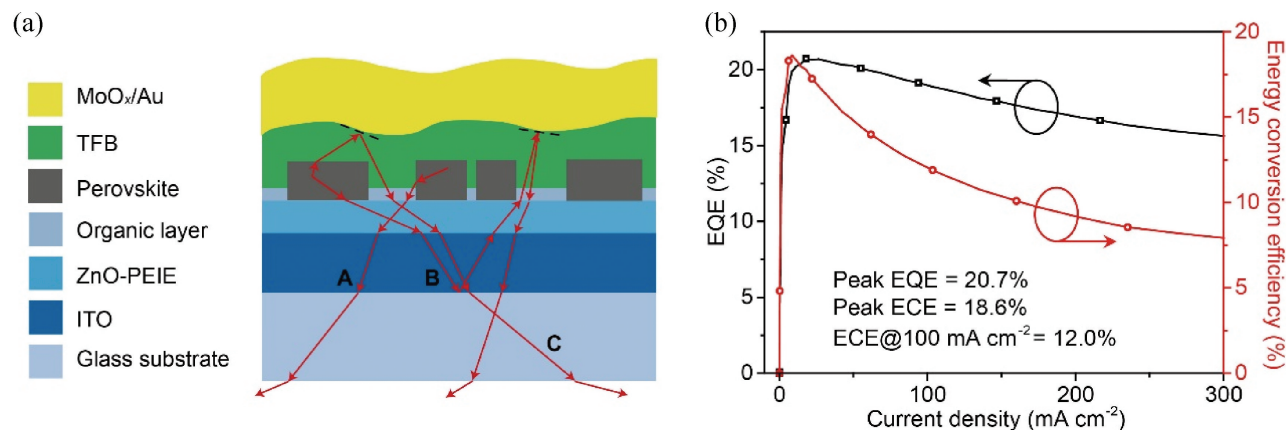 (a)
MoOₓ/Au
TFB
Perovskite
Organic layer
ZnO-PEIE
ITO
Glass substrate
A
B
C
(b)
EQE (%)
20
15
10
5
0
Peak EQE = 20.7%
Peak ECE = 18.6%
ECE@100 mA cm⁻² = 12.0%
0
100
200
300
Current density (mA cm⁻²)
20
15
10
5
0
Energy conversion efficiency (%)